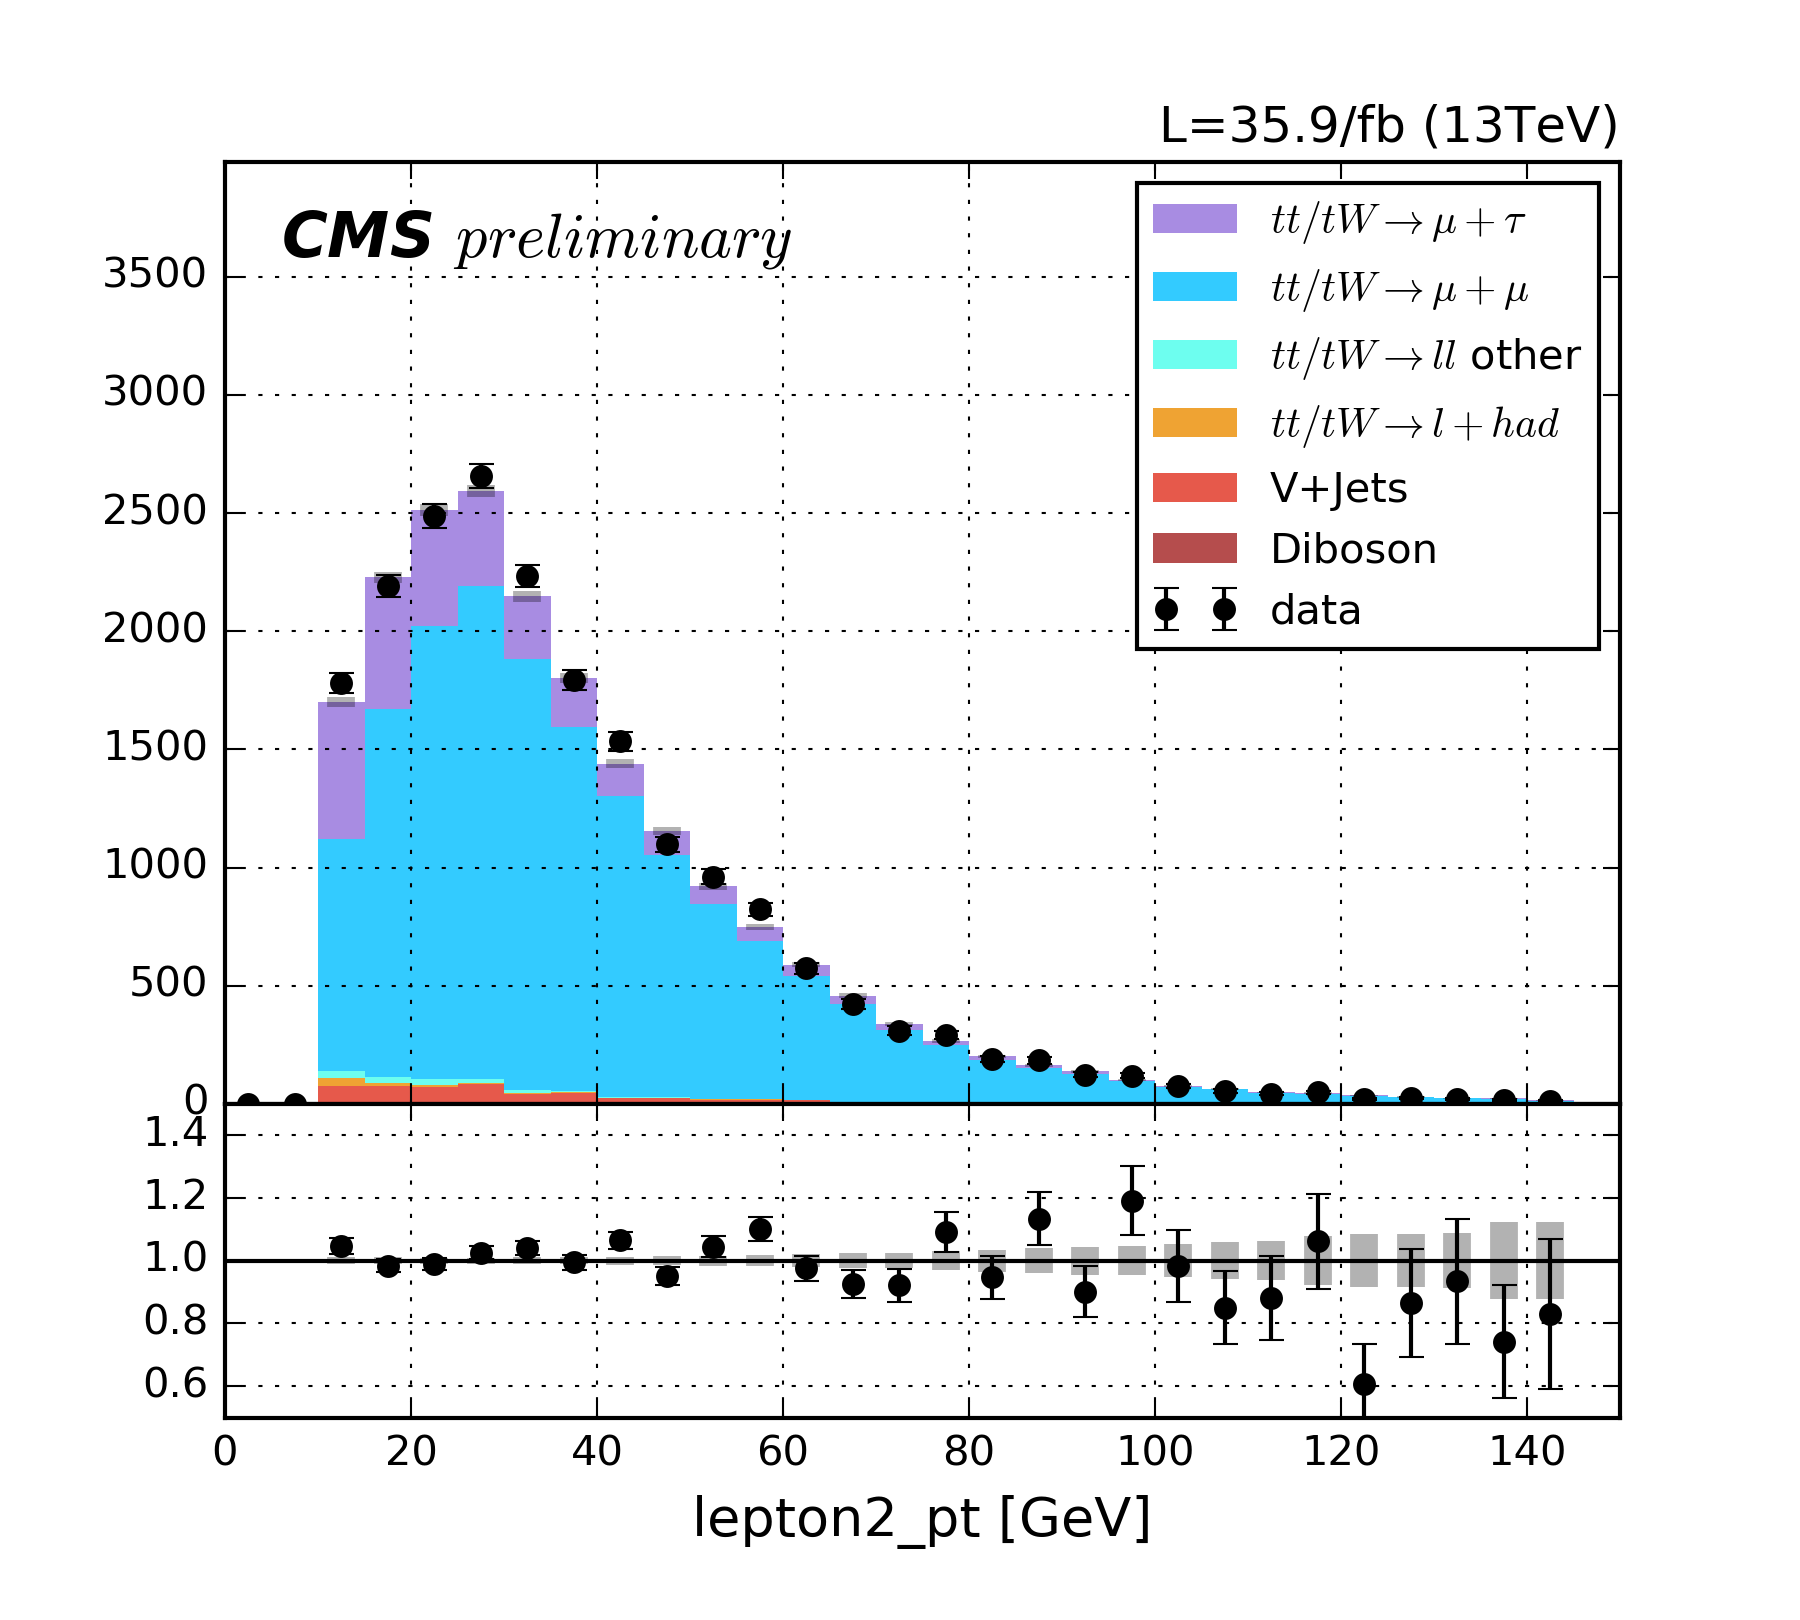 L=35.9/fb (13TeV)
CMS preliminary
tt/tW → μ + τ
tt/tW → μ + μ
tt/tW → ll other
tt/tW → l + had
V+Jets
Diboson
data
3500
3000
2500
2000
1500
1000
500
0
1.4
1.2
1.0
0.8
0.6
0 20 40 60 80 100 120 140
lepton2_pt [GeV]